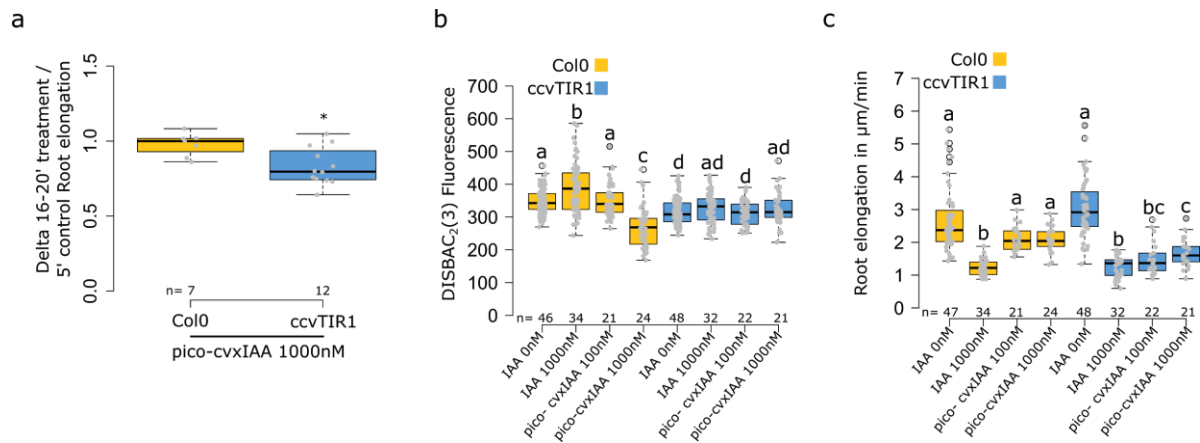 a
Delta 16-20' treatment /
5' control Root elongation
1.5
1.0
0.5
0.0
*
n= 7
12
Col0
ccvTIR1
pico-cvxIAA 1000nM
b
Col0
ccvTIR1
DISBAC2(3) Fluorescence
700
600
500
400
300
200
100
0
a
b
a
c
d
ad
d
ad
n= 46 34 21 24 48 32 22 21
IAA 0nM
IAA 1000nM
pico- cvxIAA 100nM
pico-cvxIAA 1000nM
IAA 0nM
IAA 1000nM
pico- cvxIAA 100nM
pico-cvxIAA 1000nM
c
Col0
ccvTIR1
Root elongation in μm/min
7
6
5
4
3
2
1
0
a
b
a
a
a
b
bc
c
n= 47 34 21 24 48 32 22 21
IAA 0nM
IAA 1000nM
pico- cvxIAA 100nM
pico-cvxIAA 1000nM
IAA 0nM
IAA 1000nM
pico- cvxIAA 100nM
pico-cvxIAA 1000nM